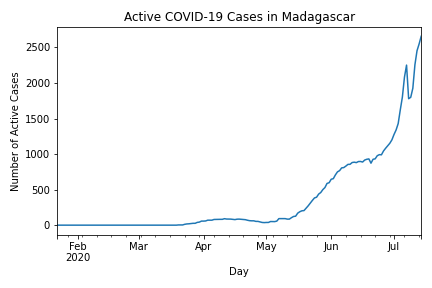 Active COVID-19 Cases in Madagascar
Number of Active Cases
2500
2000
1500
1000
500
0
Feb
2020
Mar
Apr
May
Jun
Jul
Day